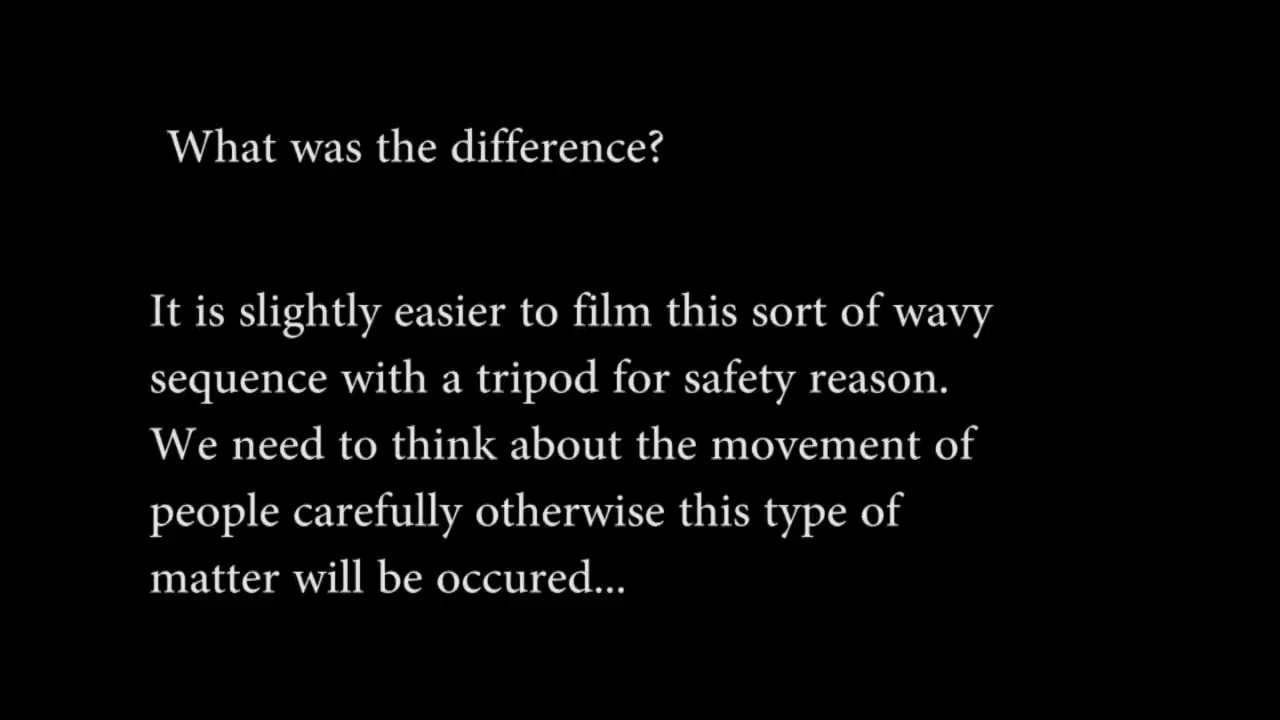 What was the difference?
It is slightly easier to film this sort of wavy
sequence with a tripod for safety reason.
We need to think about the movement of
people carefully otherwise this type of
matter will be occured...